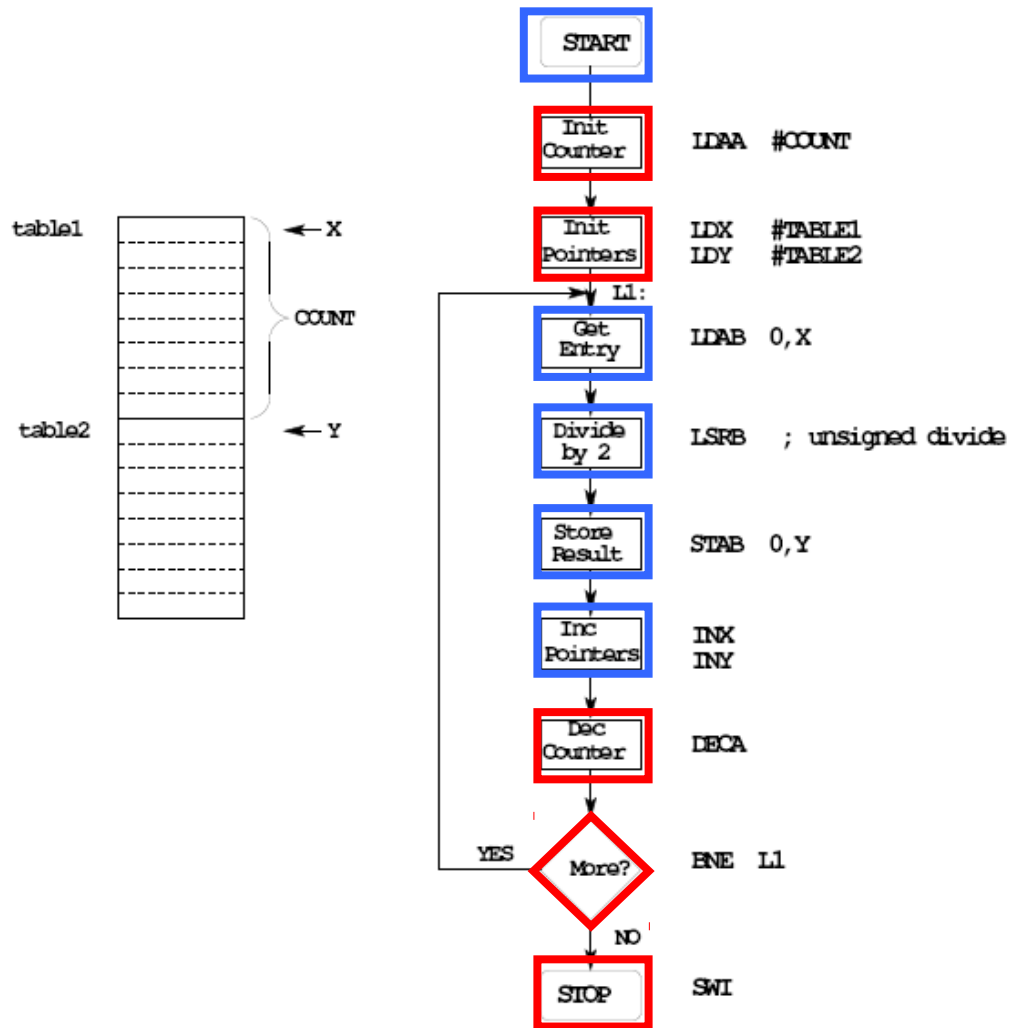 START
Init
Counter
LDAA #COUNT
table1
X
Init
Pointers
LDX #TABLE1
LDY #TABLE2
L1:
COUNT
Get
Entry
LDAB 0,X
table2
Y
Divide
by 2
LSRB ; unsigned divide
Store
Result
STAB 0,Y
Inc
Pointers
INX
INY
Dec
Counter
DECA
YES
More?
BNE L1
NO
STOP
SWI